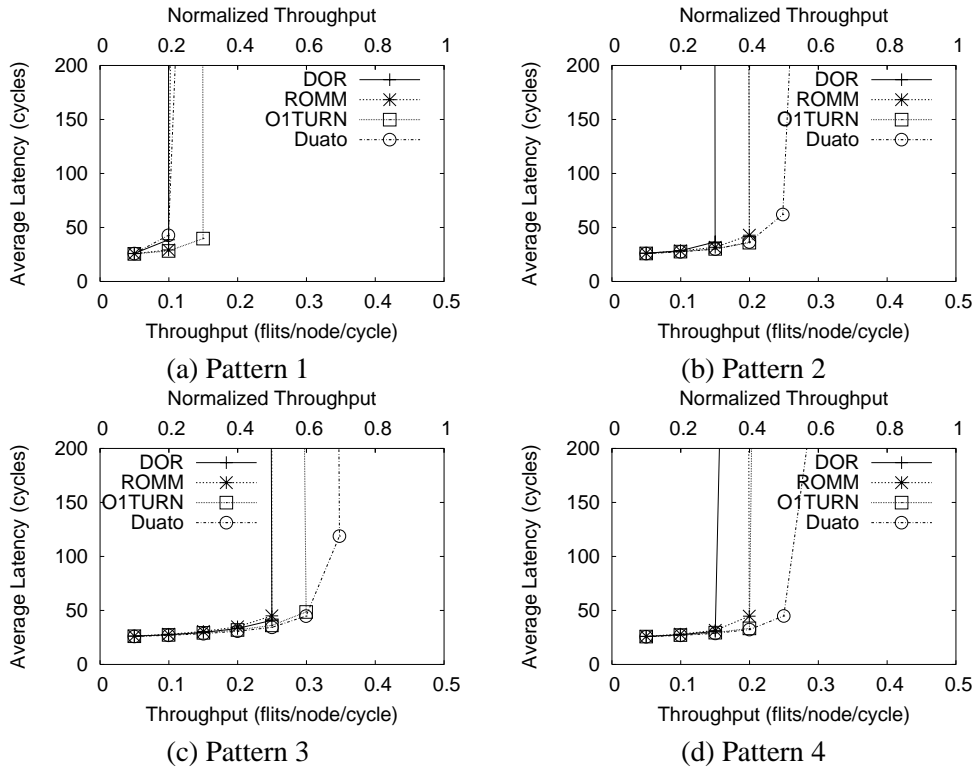 Normalized Throughput
0 0.2 0.4 0.6 0.8 1
200
150
100
50
0
Average Latency (cycles)
DOR
ROMM
O1TURN
Duato
0 0.1 0.2 0.3 0.4 0.5
Throughput (flits/node/cycle)
(a) Pattern 1
Normalized Throughput
0 0.2 0.4 0.6 0.8 1
200
150
100
50
0
Average Latency (cycles)
DOR
ROMM
O1TURN
Duato
0 0.1 0.2 0.3 0.4 0.5
Throughput (flits/node/cycle)
(b) Pattern 2
Normalized Throughput
0 0.2 0.4 0.6 0.8 1
200
150
100
50
0
Average Latency (cycles)
DOR
ROMM
O1TURN
Duato
0 0.1 0.2 0.3 0.4 0.5
Throughput (flits/node/cycle)
(c) Pattern 3
Normalized Throughput
0 0.2 0.4 0.6 0.8 1
200
150
100
50
0
Average Latency (cycles)
DOR
ROMM
O1TURN
Duato
0 0.1 0.2 0.3 0.4 0.5
Throughput (flits/node/cycle)
(d) Pattern 4